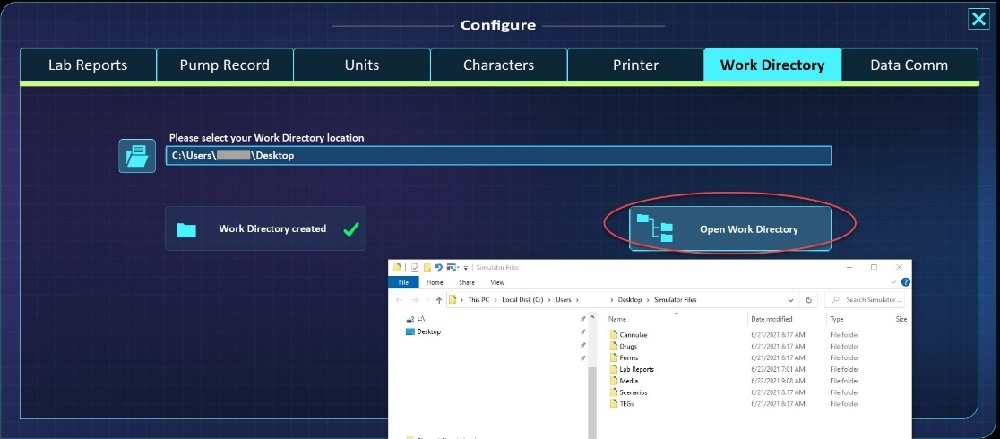 Configure
Lab Reports Pump Record Units Characters Printer Work Directory Data Comm
Please select your Work Directory location
C:\Users\ \Desktop
Work Directory created
Open Work Directory
Simulator Files
File Home Share View
This PC > Local Disk (C:) > Users > > Desktop > Simulator Files
Search Simulator ...
L:\
Desktop
Name Date modified Type Size
Cannulae 6/21/2021 8:17 AM File folder
Drugs 6/21/2021 8:17 AM File folder
Forms 6/21/2021 8:17 AM File folder
Lab Reports 6/23/2021 7:01 AM File folder
Media 6/22/2021 9:08 AM File folder
Scenarios 6/21/2021 8:17 AM File folder
TEGs 6/21/2021 8:17 AM File folder